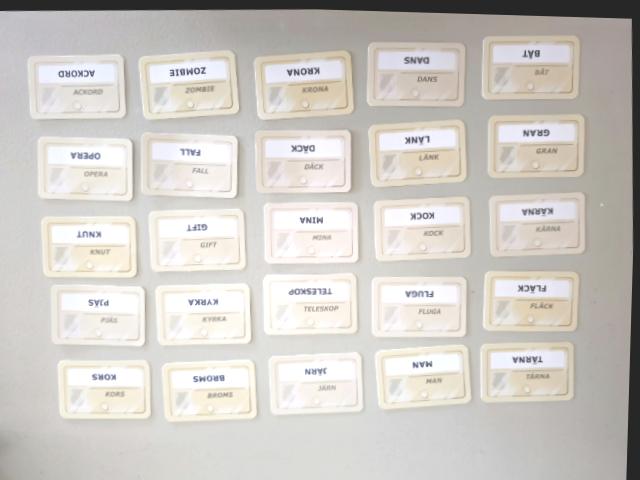 ACKORD
ACKORD
ZOMBIE
ZOMBIE
KRONA
KRONA
DANS
DANS
BÅT
BÅT
OPERA
OPERA
FALL
FALL
DÄCK
DÄCK
LÄNK
LÄNK
GRAN
GRAN
KNUT
KNUT
GIFT
GIFT
MINA
MINA
KOCK
KOCK
KÄRNA
KÄRNA
PJÄS
PJÄS
KYRKA
KYRKA
TELESKOP
TELESKOP
FLUGA
FLUGA
FLÄCK
FLÄCK
KORS
KORS
BROMS
BROMS
JÄRN
JÄRN
MAN
MAN
TÄRNA
TÄRNA